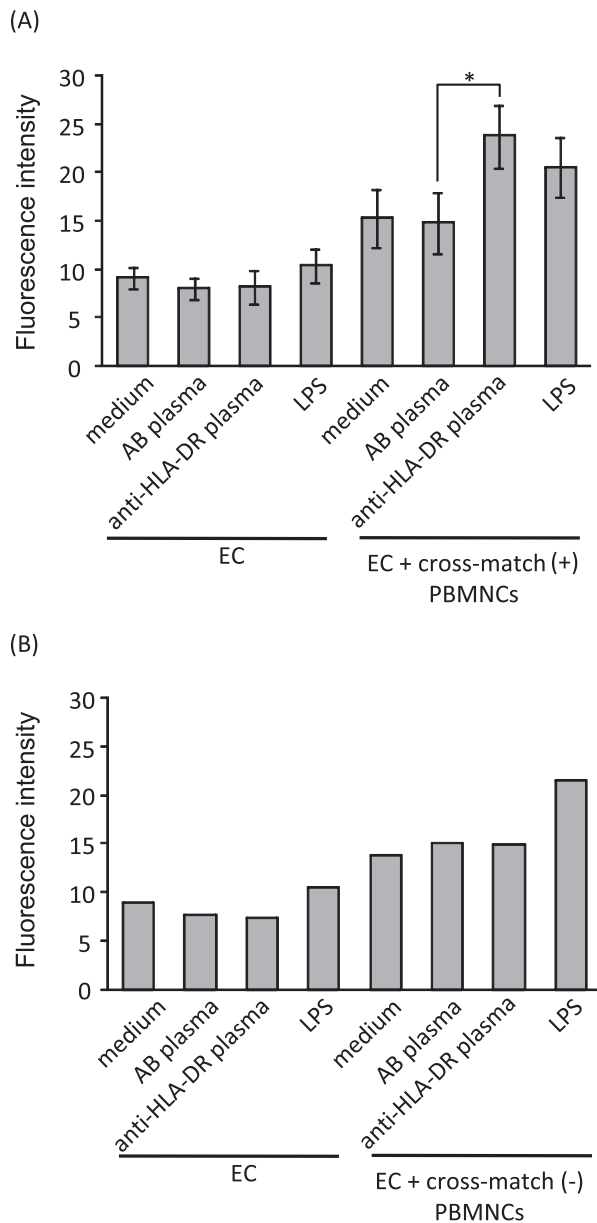 (A)
Fluorescence intensity
30
25
20
15
10
5
0
*
medium
AB plasma
anti-HLA-DR plasma
LPS
medium
AB plasma
anti-HLA-DR plasma
LPS
EC
EC + cross-match (+)
PBMNCs
(B)
Fluorescence intensity
30
25
20
15
10
5
0
medium
AB plasma
anti-HLA-DR plasma
LPS
medium
AB plasma
anti-HLA-DR plasma
LPS
EC
EC + cross-match (-)
PBMNCs